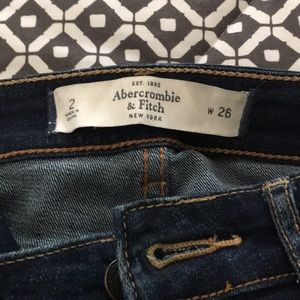 EST. 1892
Abercrombie
& Fitch
NEW YORK
2
W 26